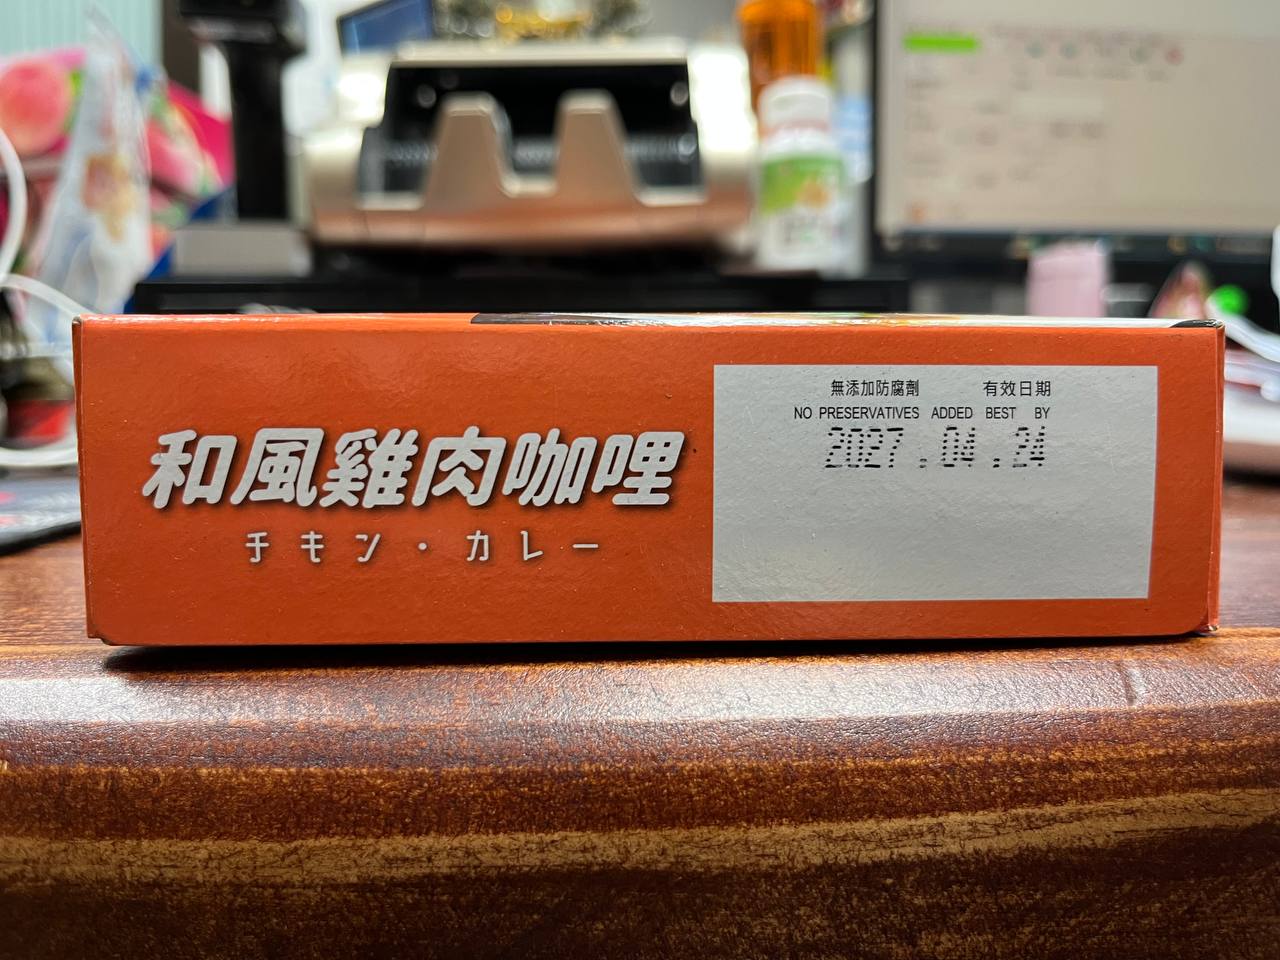 和風雞肉咖哩
チキン・カレー
無添加防腐劑 有效日期
NO PRESERVATIVES ADDED BEST BY
2027.04.24